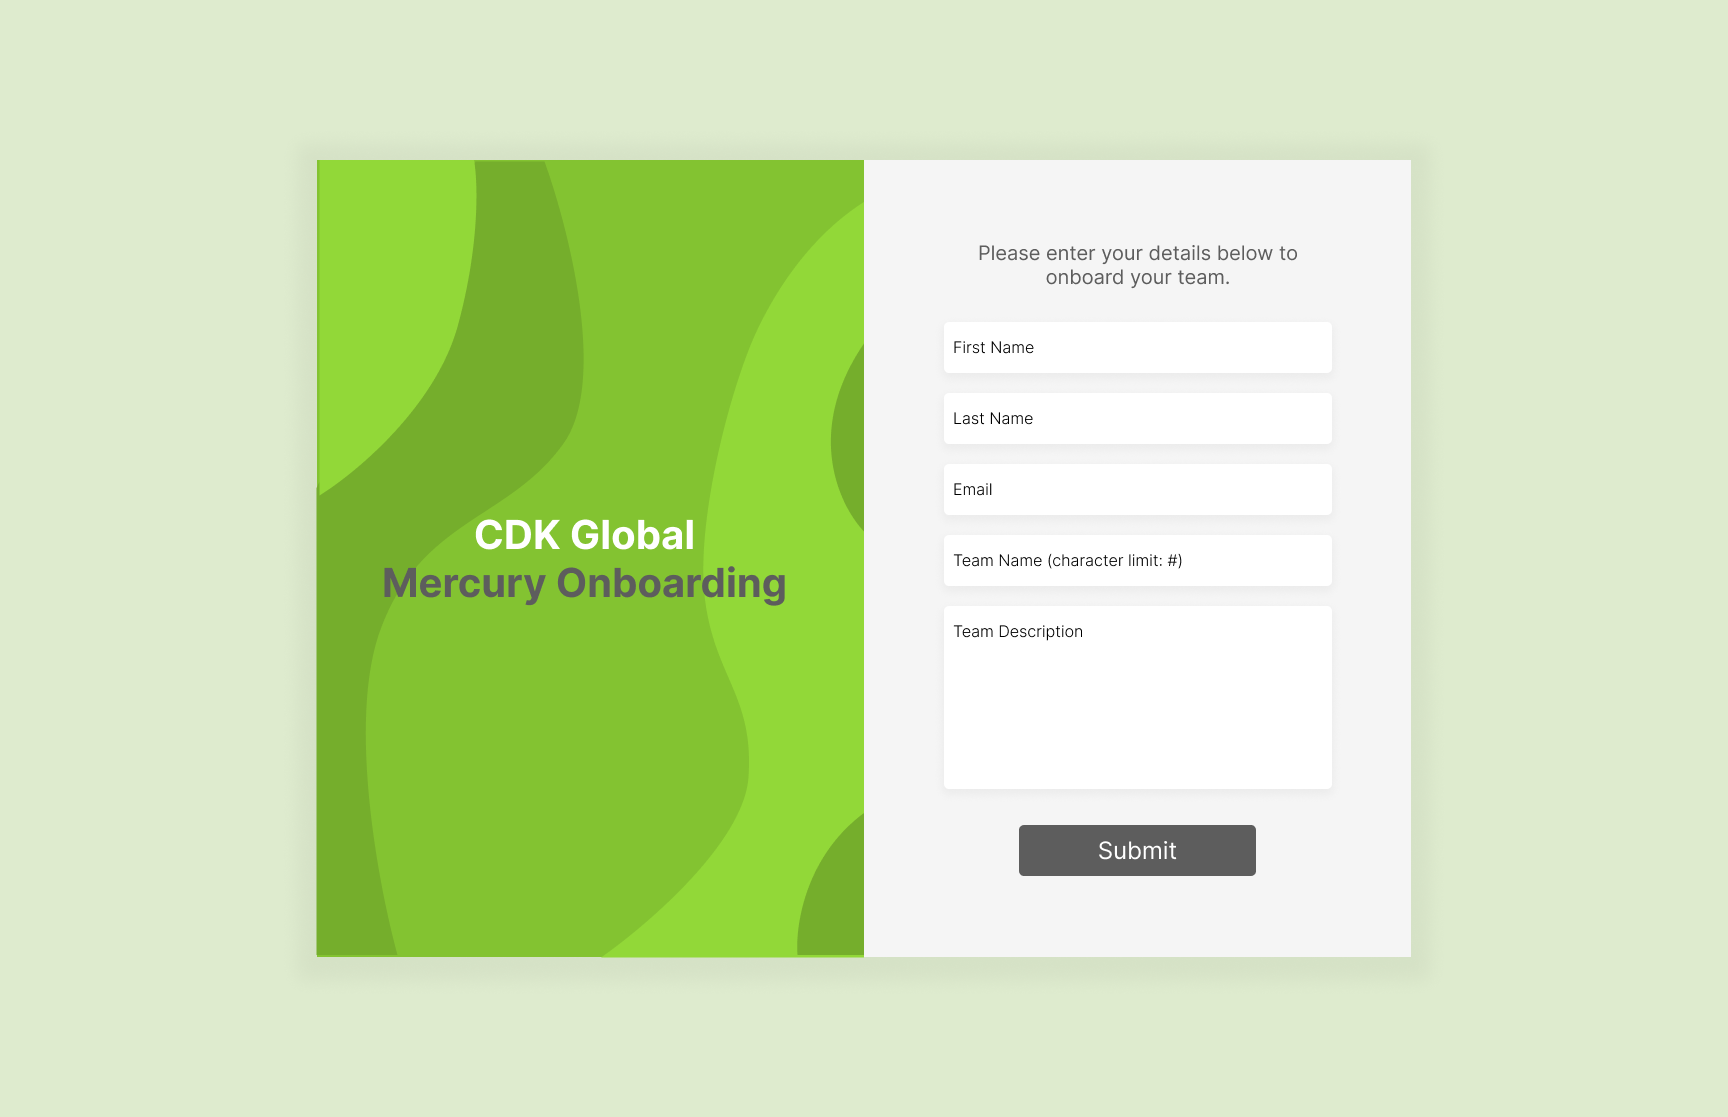 CDK Global
Mercury Onboarding
Please enter your details below to
onboard your team.
First Name
Last Name
Email
Team Name (character limit: #)
Team Description
Submit